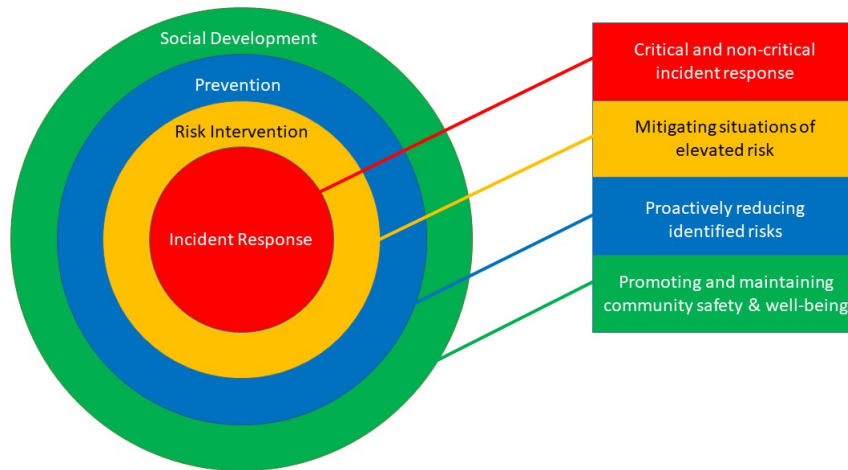 Social Development
Prevention
Risk Intervention
Incident Response
Critical and non-critical
incident response
Mitigating situations of
elevated risk
Proactively reducing
identified risks
Promoting and maintaining
community safety & well-being